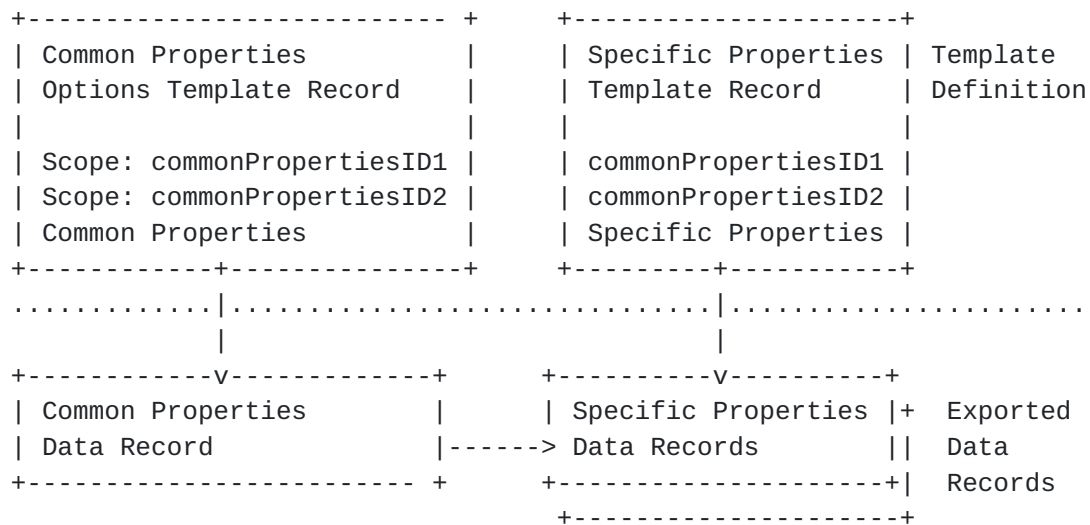 +---------------------------- +      +---------------------+
| Common Properties           |      | Specific Properties | Template
| Options Template Record     |      | Template Record     | Definition
|                             |      |                     |
| Scope: commonPropertiesID1  |      | commonPropertiesID1 |
| Scope: commonPropertiesID2  |      | commonPropertiesID2 |
| Common Properties           |      | Specific Properties |
+------------+---------------+      +---------+-----------+
.............|...............................|.......................
             |                               |
+------------v-------------+      +----------v----------+
| Common Properties        |      | Specific Properties |+  Exported
| Data Record              |------> Data Records        ||  Data
+------------------------- +      +---------------------+|  Records
                                   +---------------------+